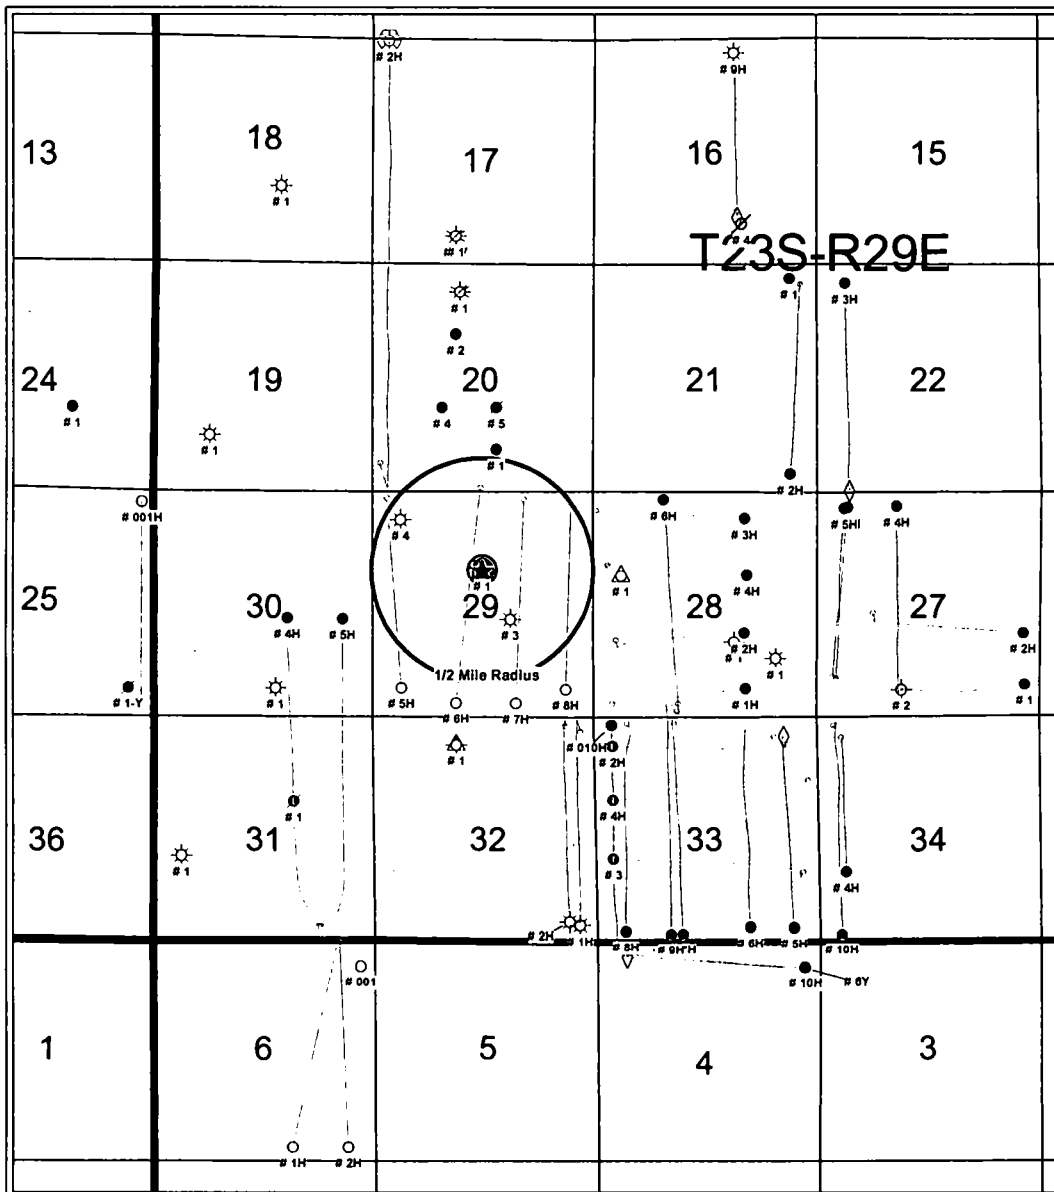 # 2H
# 9H
13
18
17
16
15
# 1
# 1
# 4
T23S-R29E
# 1
# 1
# 3H
# 2
24
19
20
21
22
# 1
# 4
# 5
# 1
# 1
# 2H
# 001H
# 4
# 6H
# 3H
# 5H
# 4H
# 1
# 1
# 4H
25
30
29
28
27
# 4H
# 5H
# 3
# 2H
# 1
# 2H
1/2 Mile Radius
# 1-Y
# 1
# 5H
# 6H
# 7H
# 8H
# 1H
# 2
# 1
# 010H
# 2H
# 1
# 1
# 4H
36
31
32
33
34
# 1
# 3
# 4H
# 2H
# 1H
# 8H
# 9H
# 6H
# 5H
# 10H
# 001
# 10H
# 6Y
1
6
5
4
3
# 1H
# 2H